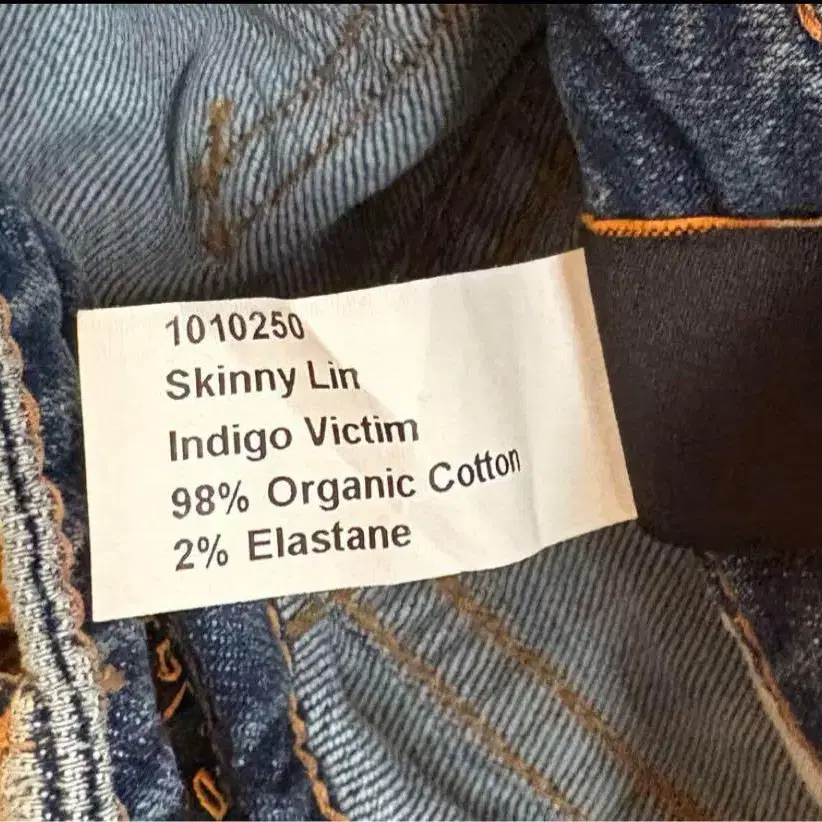 1010250
Skinny Lin
Indigo Victim
98% Organic Cotton
2% Elastane